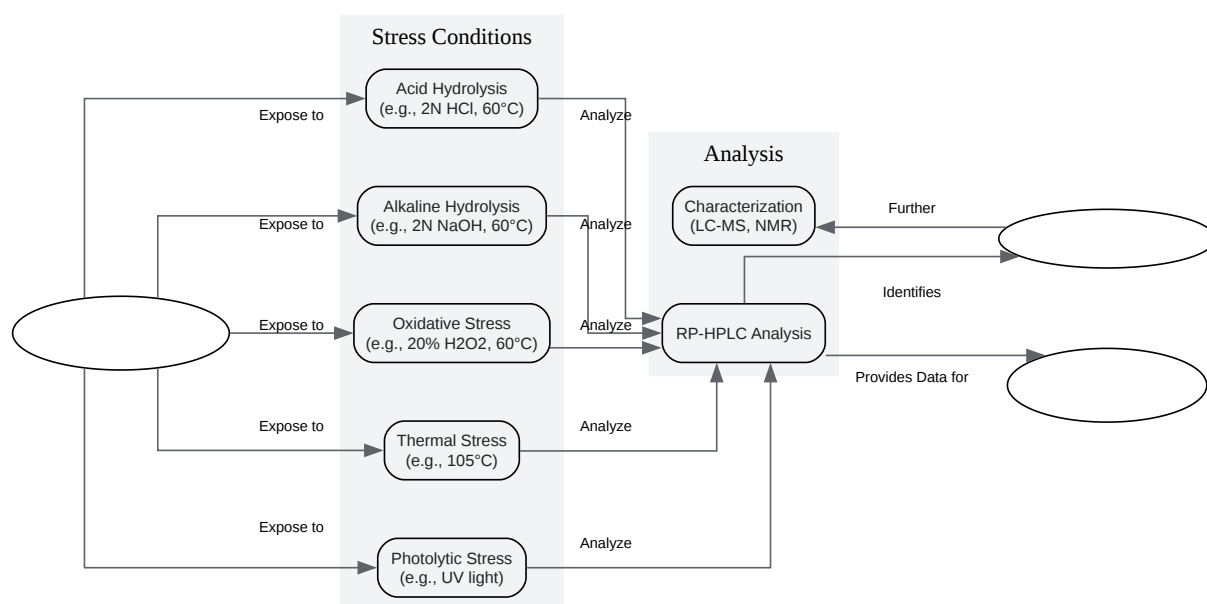 Stress Conditions
Acid Hydrolysis
(e.g., 2N HCl, 60°C)
Expose to
Analyze
Analysis
Alkaline Hydrolysis
(e.g., 2N NaOH, 60°C)
Expose to
Analyze
Characterization
(LC-MS, NMR)
Further
Identifies
Oxidative Stress
(e.g., 20% H2O2, 60°C)
Expose to
Analyze
RP-HPLC Analysis
Provides Data for
Thermal Stress
(e.g., 105°C)
Expose to
Analyze
Photolytic Stress
(e.g., UV light)
Expose to
Analyze